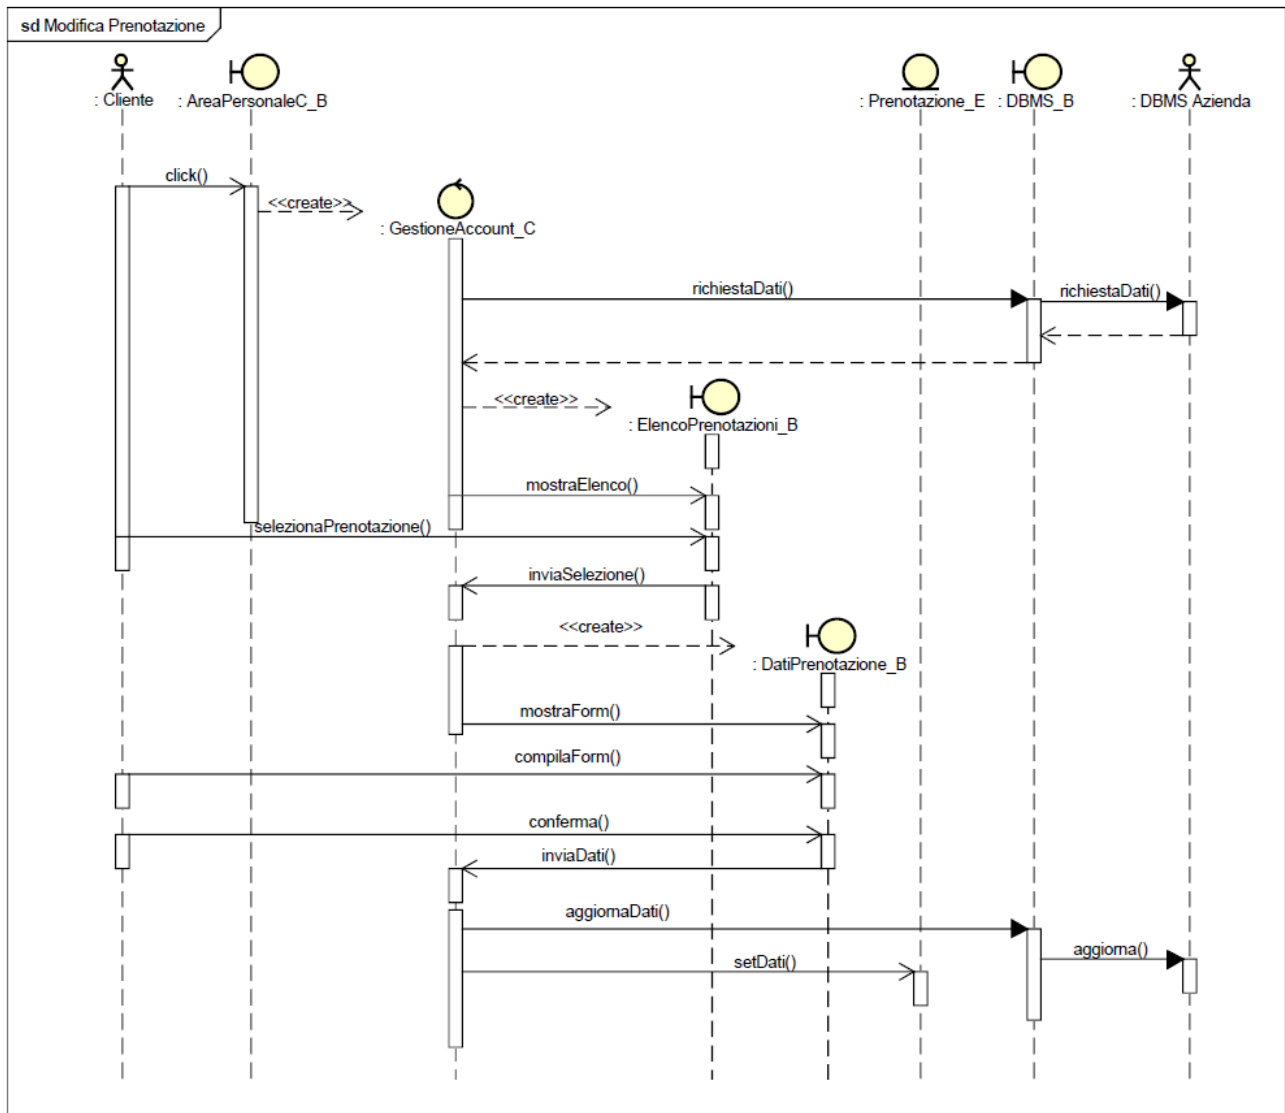 sd Modifica Prenotazione
: Cliente
: AreaPersonaleC_B
: Prenotazione_E
: DBMS_B
: DBMS Azienda
click()
<<create>>
: GestioneAccount_C
richiestaDati()
richiestaDati()
<<create>>
: ElencoPrenotazioni_B
mostraElenco()
selezionaPrenotazione()
inviaSelezione()
<<create>>
: DatiPrenotazione_B
mostraForm()
compilaForm()
conferma()
inviaDati()
aggiornaDati()
aggiorna()
setDati()